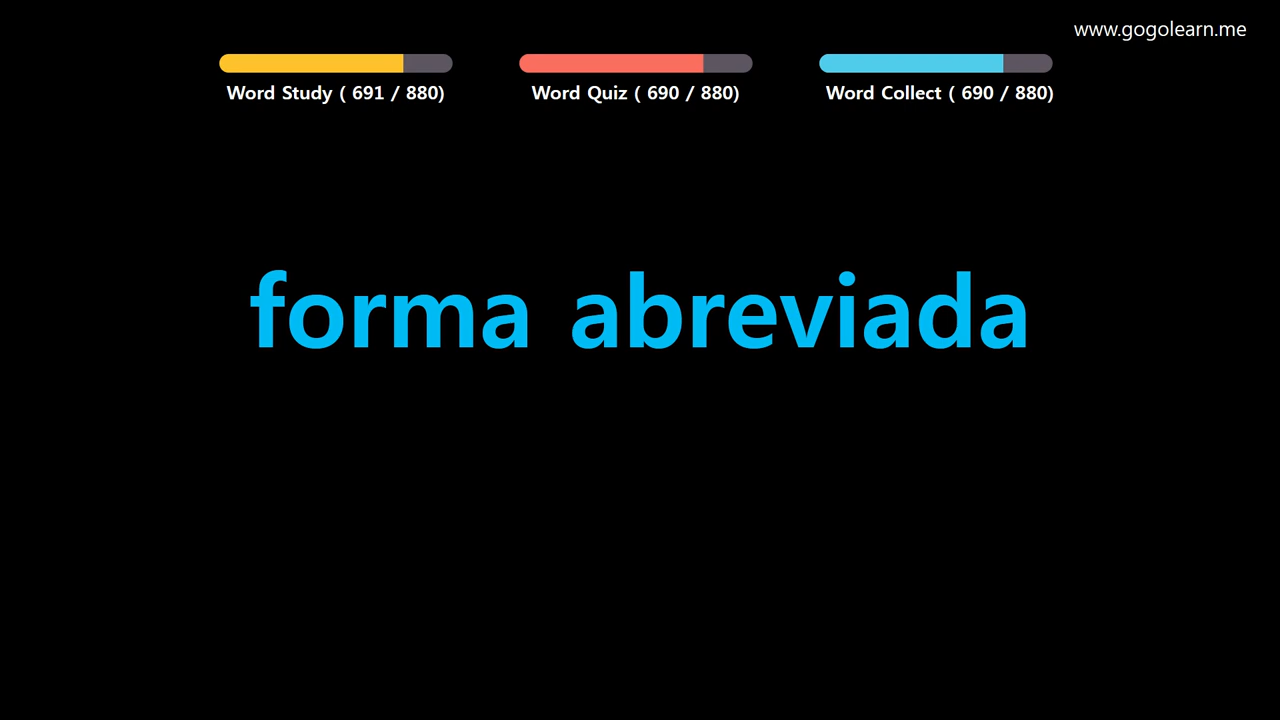 www.gogolearn.me
Word Study ( 691 / 880)
Word Quiz ( 690 / 880)
Word Collect ( 690 / 880)
forma abreviada